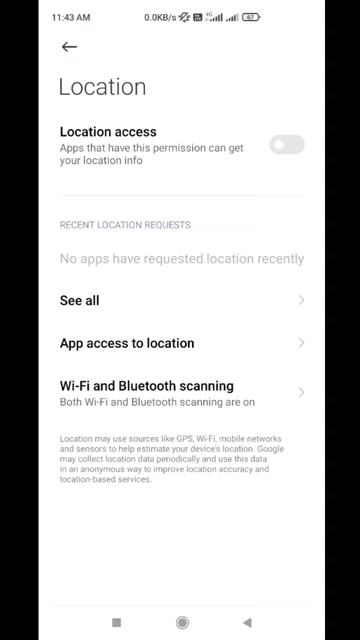 11:43 AM
0.0KB/s
4G
67
Location
Location access
Apps that have this permission can get
your location info
RECENT LOCATION REQUESTS
No apps have requested location recently
See all
App access to location
Wi-Fi and Bluetooth scanning
Both Wi-Fi and Bluetooth scanning are on
Location may use sources like GPS, Wi-Fi, mobile networks
and sensors to help estimate your device's location. Google
may collect location data periodically and use this data
in an anonymous way to improve location accuracy and
location-based services.